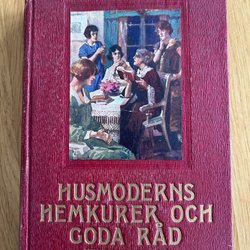 HUSMODERNS
HEMKURER OCH
GODA RÅD